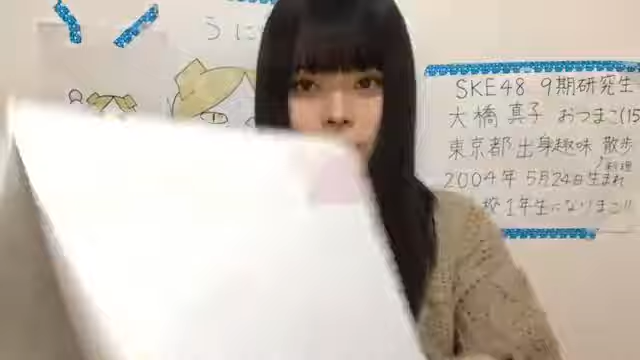 うに
SKE48 9期研究生
大橋真子 おつまこ(15
東京都出身趣味 散歩
料理
2004年 5月24日生まれ
校1年生になりまこ!!